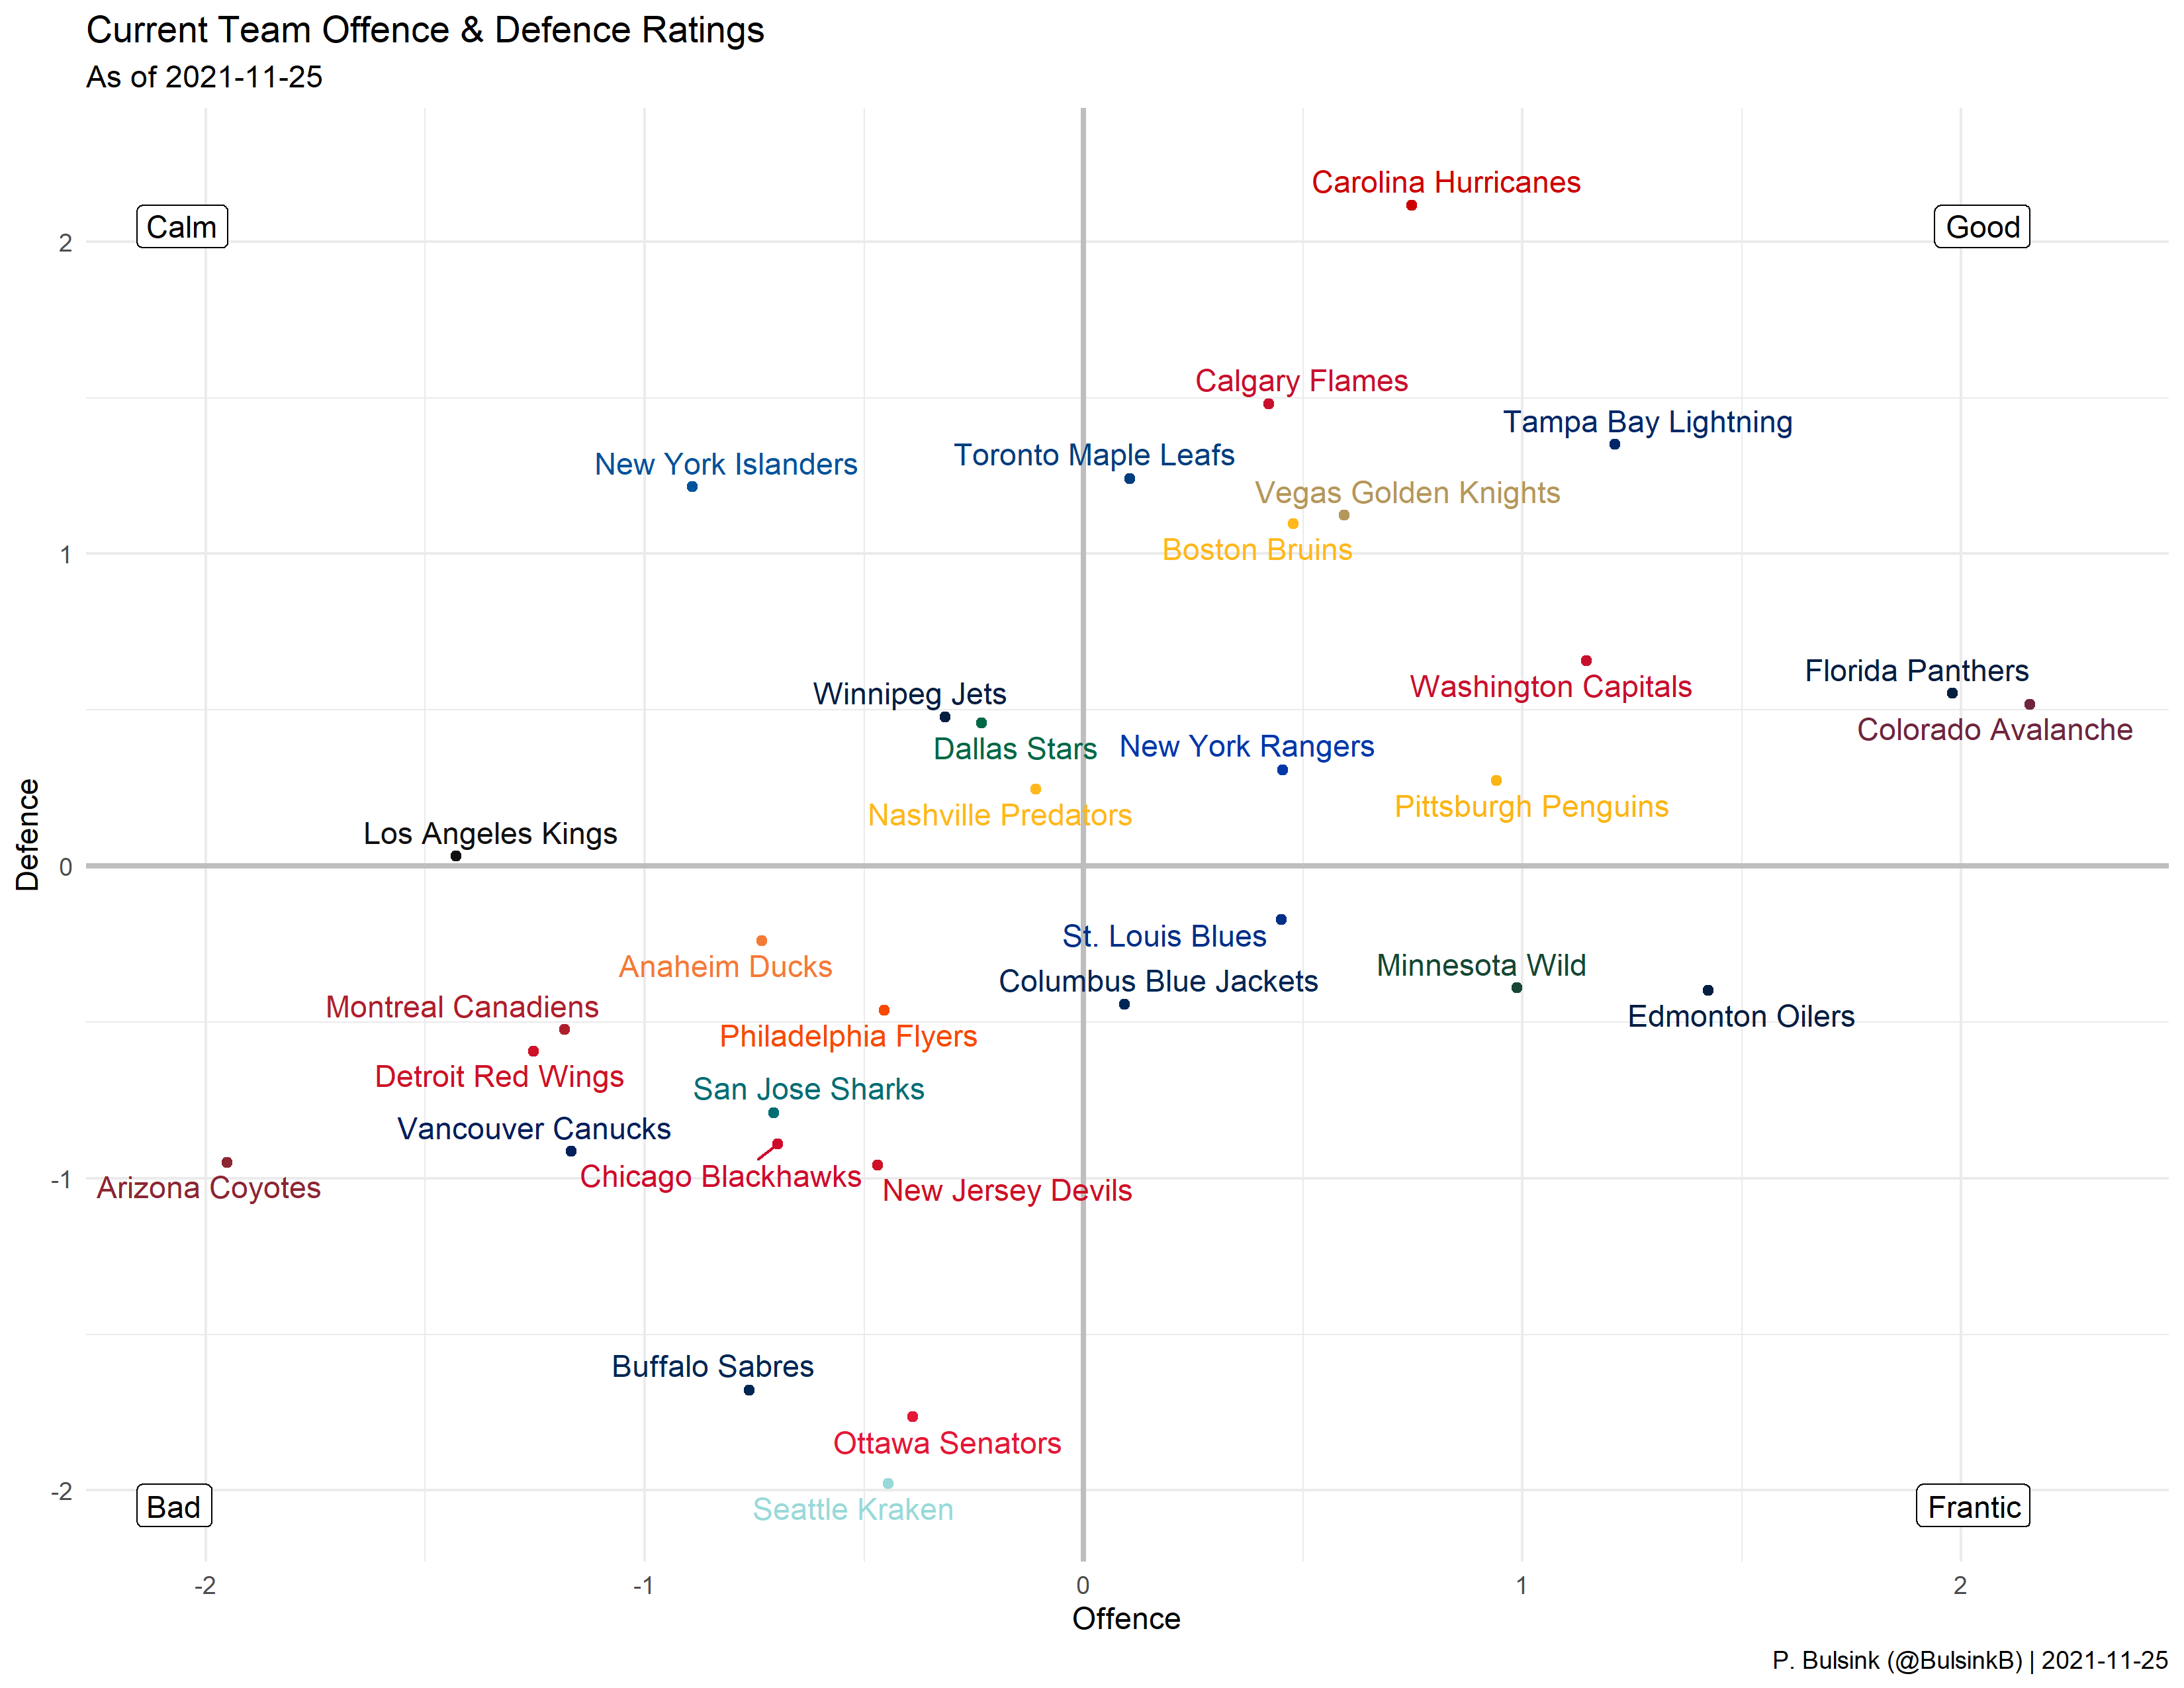 Current Team Offence & Defence Ratings
As of 2021-11-25
Carolina Hurricanes
Calm
Good
2
Calgary Flames
Tampa Bay Lightning
Toronto Maple Leafs
New York Islanders
Vegas Golden Knights
Boston Bruins
1
Florida Panthers
Washington Capitals
Winnipeg Jets
Colorado Avalanche
New York Rangers
Dallas Stars
Pittsburgh Penguins
Nashville Predators
Los Angeles Kings
Defence
0
St. Louis Blues
Minnesota Wild
Anaheim Ducks
Columbus Blue Jackets
Montreal Canadiens
Edmonton Oilers
Philadelphia Flyers
Detroit Red Wings
San Jose Sharks
Vancouver Canucks
Chicago Blackhawks
-1
Arizona Coyotes
New Jersey Devils
Buffalo Sabres
Ottawa Senators
-2
Bad
Frantic
Seattle Kraken
-2
-1
0
1
2
Offence
P. Bulsink (@BulsinkB) | 2021-11-25